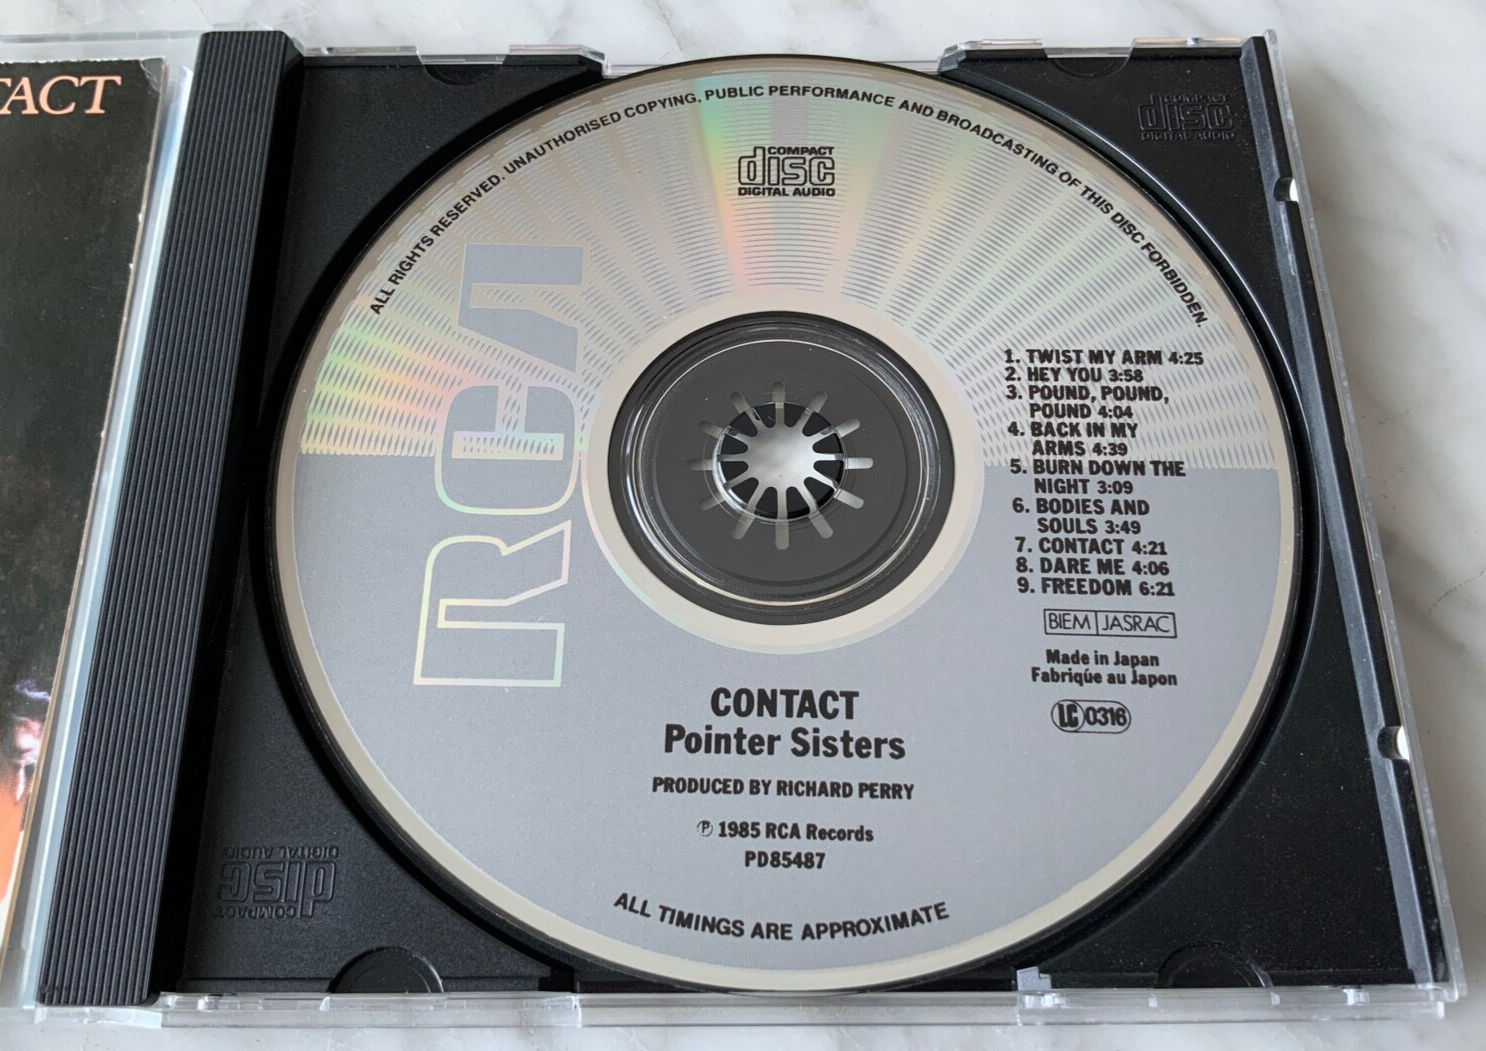 TACT
ALL RIGHTS RESERVED. UNAUTHORISED COPYING, PUBLIC PERFORMANCE AND BROADCASTING OF THIS DISC FORBIDDEN.
COMPACT
disc
DIGITAL AUDIO
COMPACT
disc
DIGITAL AUDIO
RCA
1. TWIST MY ARM 4:25
2. HEY YOU 3:58
3. POUND, POUND,
POUND 4:04
4. BACK IN MY
ARMS 4:39
5. BURN DOWN THE
NIGHT 3:09
6. BODIES AND
SOULS 3:49
7. CONTACT 4:21
8. DARE ME 4:06
9. FREEDOM 6:21
BIEM JASRAC
Made in Japan
Fabriqúe au Japon
LC 0316
CONTACT
Pointer Sisters
PRODUCED BY RICHARD PERRY
℗ 1985 RCA Records
PD85487
ALL TIMINGS ARE APPROXIMATE
COMPACT
disc
DIGITAL AUDIO